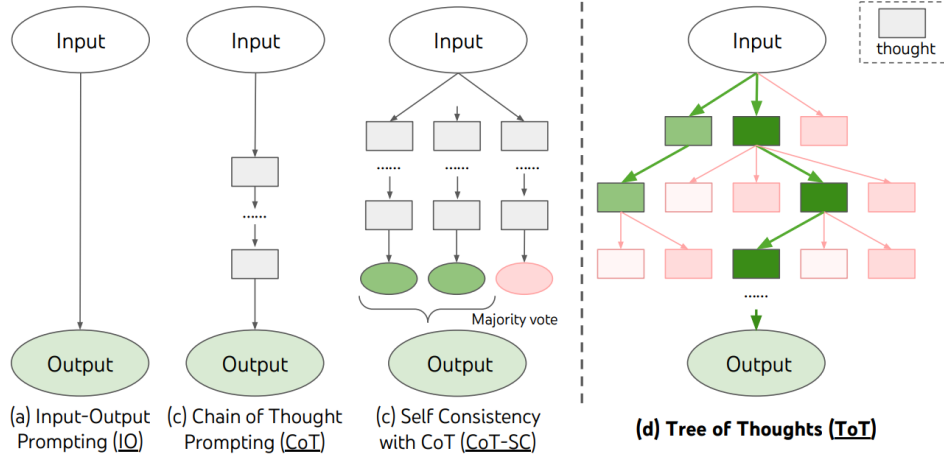 Input
Input
Input
Input
thought
......
......
......
......
......
Majority vote
Output
Output
Output
Output
(a) Input-Output
Prompting (IO)
(c) Chain of Thought
Prompting (CoT)
(c) Self Consistency
with CoT (CoT-SC)
(d) Tree of Thoughts (ToT)